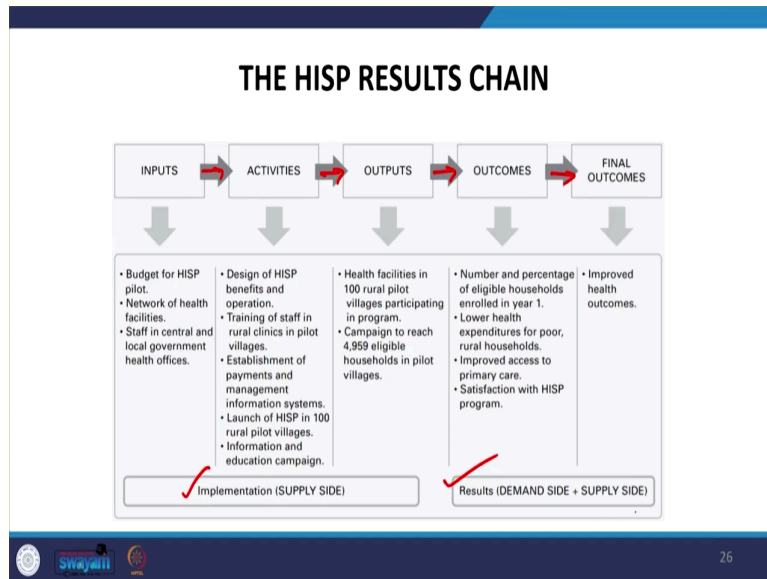 THE HISP RESULTS CHAIN
INPUTS
ACTIVITIES
OUTPUTS
OUTCOMES
FINAL
OUTCOMES
• Budget for HISP
pilot.
• Network of health
facilities.
• Staff in central and
local government
health offices.
• Design of HISP
benefits and
operation.
• Training of staff in
rural clinics in pilot
villages.
• Establishment of
payments and
management
information systems.
• Launch of HISP in 100
rural pilot villages.
• Information and
education campaign.
• Health facilities in
100 rural pilot
villages participating
in program.
• Campaign to reach
4,959 eligible
households in pilot
villages.
• Number and percentage
of eligible households
enrolled in year 1.
• Lower health
expenditures for poor,
rural households.
• Improved access to
primary care.
• Satisfaction with HISP
program.
• Improved
health
outcomes.
Implementation (SUPPLY SIDE)
Results (DEMAND SIDE + SUPPLY SIDE)
swayam
26